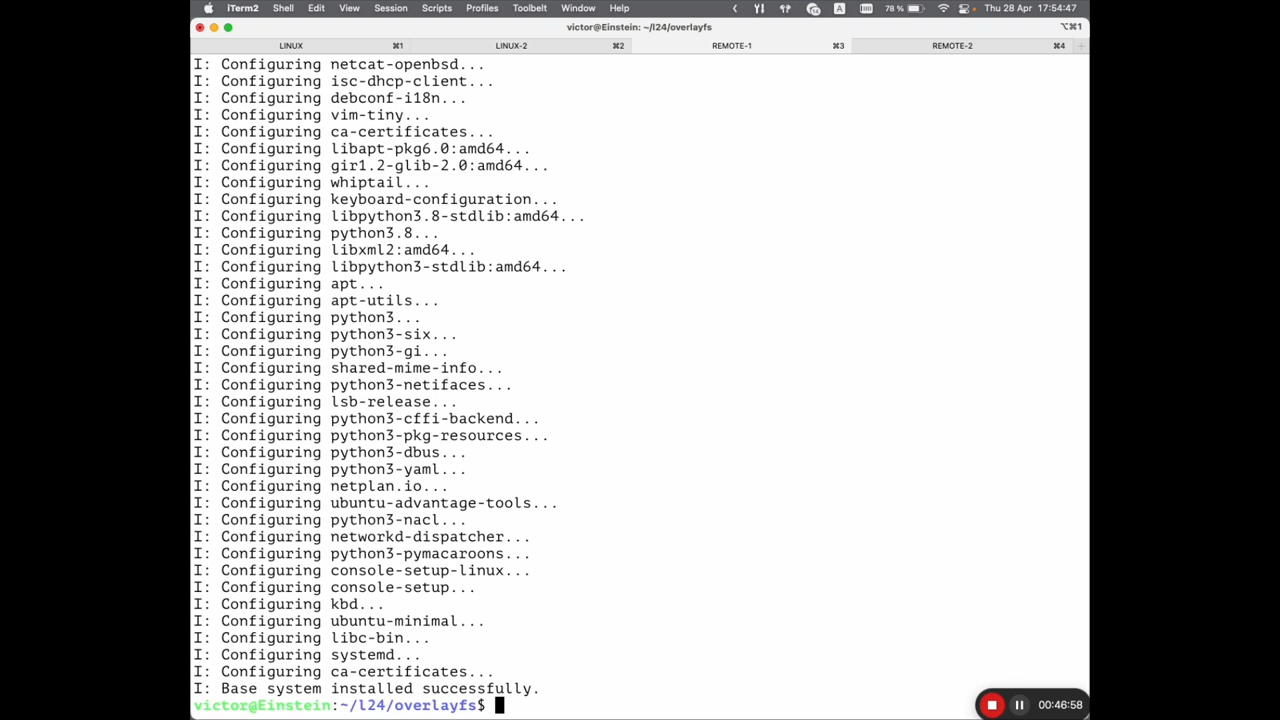 iTerm2 Shell Edit View Session Scripts Profiles Toolbelt Window Help A 78 % Thu 28 Apr 17:54:47
victor@Einstein: ~/l24/overlayfs ⌥⌘1
LINUX ⌘1 LINUX-2 ⌘2 REMOTE-1 ⌘3 REMOTE-2 ⌘4 +
I: Configuring netcat-openbsd...
I: Configuring isc-dhcp-client...
I: Configuring debconf-i18n...
I: Configuring vim-tiny...
I: Configuring ca-certificates...
I: Configuring libapt-pkg6.0:amd64...
I: Configuring gir1.2-glib-2.0:amd64...
I: Configuring whiptail...
I: Configuring keyboard-configuration...
I: Configuring libpython3.8-stdlib:amd64...
I: Configuring python3.8...
I: Configuring libxml2:amd64...
I: Configuring libpython3-stdlib:amd64...
I: Configuring apt...
I: Configuring apt-utils...
I: Configuring python3...
I: Configuring python3-six...
I: Configuring python3-gi...
I: Configuring shared-mime-info...
I: Configuring python3-netifaces...
I: Configuring lsb-release...
I: Configuring python3-cffi-backend...
I: Configuring python3-pkg-resources...
I: Configuring python3-dbus...
I: Configuring python3-yaml...
I: Configuring netplan.io...
I: Configuring ubuntu-advantage-tools...
I: Configuring python3-nacl...
I: Configuring networkd-dispatcher...
I: Configuring python3-pymacaroons...
I: Configuring console-setup-linux...
I: Configuring console-setup...
I: Configuring kbd...
I: Configuring ubuntu-minimal...
I: Configuring libc-bin...
I: Configuring systemd...
I: Configuring ca-certificates...
I: Base system installed successfully.
victor@Einstein:~/l24/overlayfs$
00:46:58